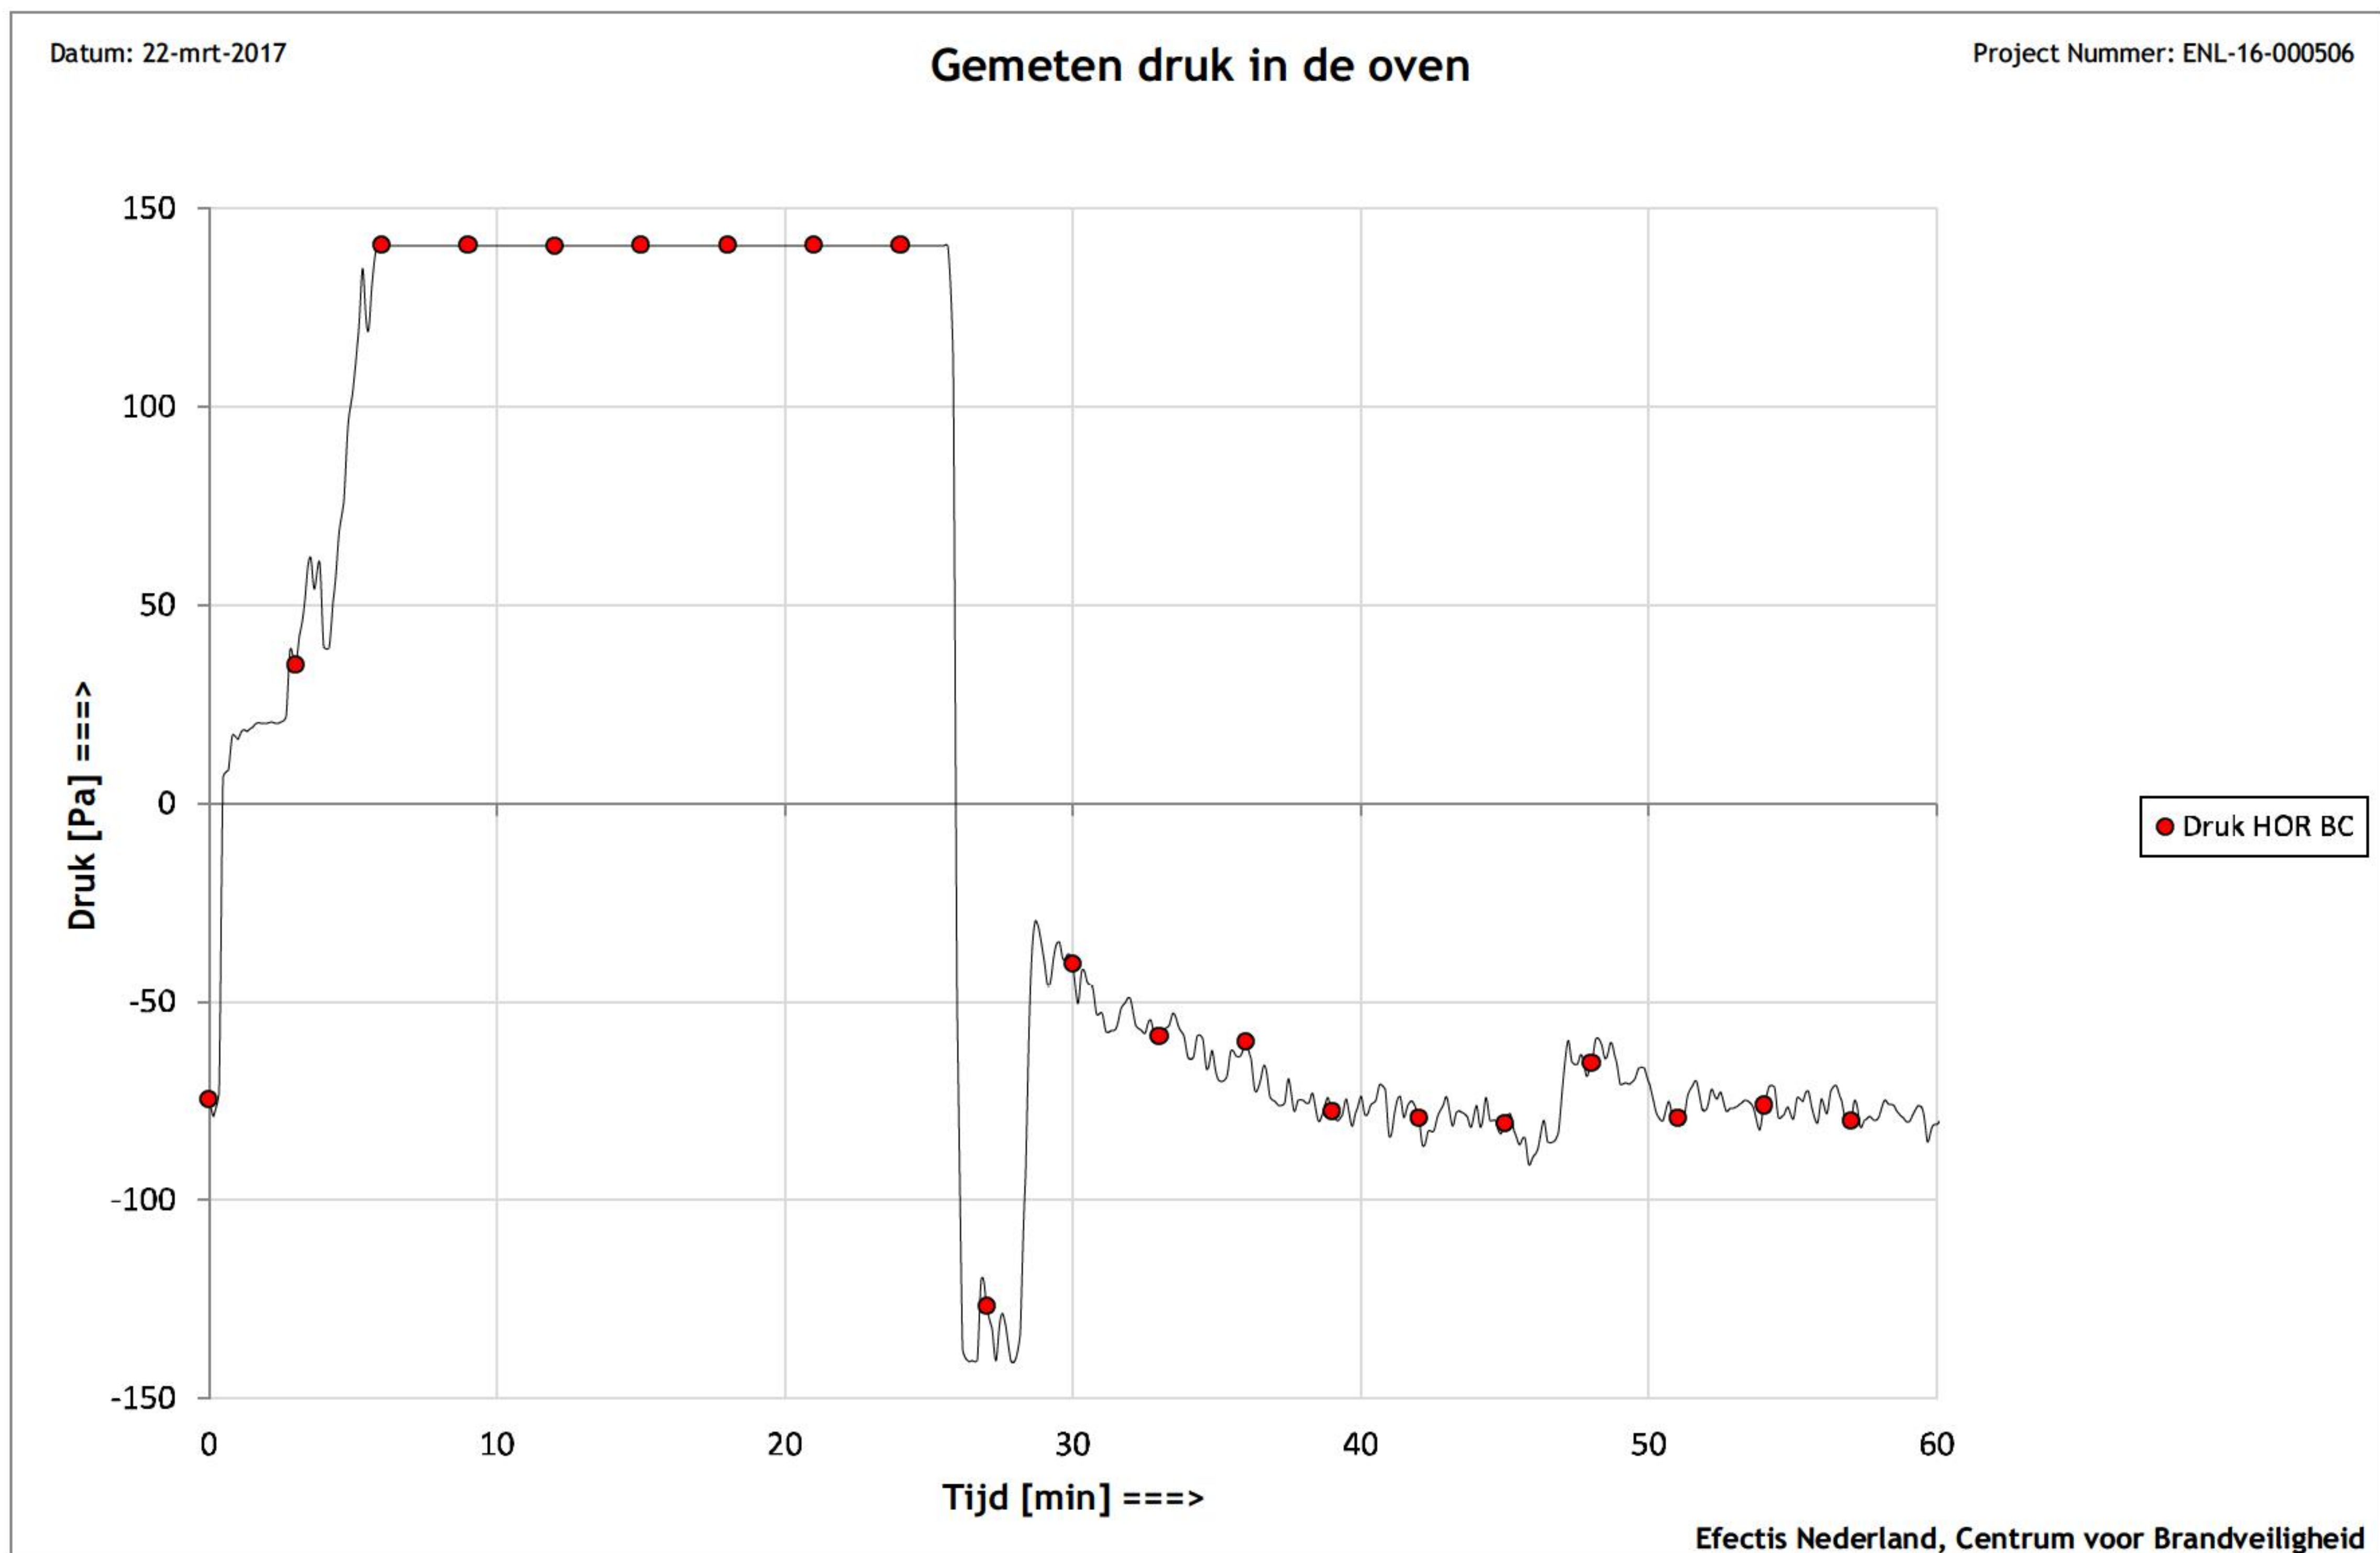 Datum: 22-mrt-2017
Gemeten druk in de oven
Project Nummer: ENL-16-000506
150
100
50
0
-50
-100
-150
Druk [Pa] ===>
0 10 20 30 40 50 60
Tijd [min] ===>
Druk HOR BC
Efectis Nederland, Centrum voor Brandveiligheid